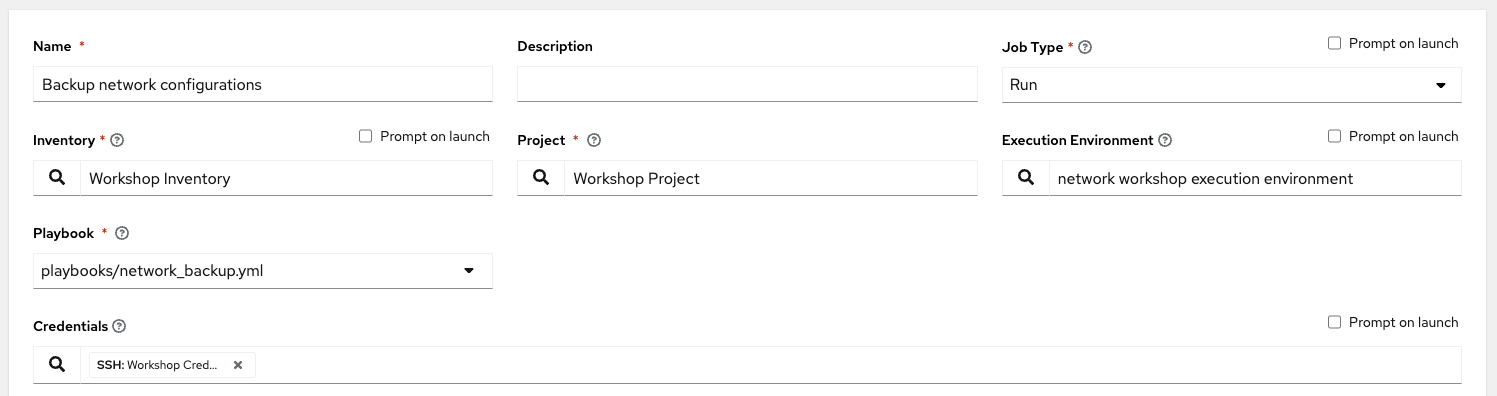 Name *
Description
Job Type *
Prompt on launch
Backup network configurations
Run
Inventory *
Prompt on launch
Project *
Execution Environment
Prompt on launch
Workshop Inventory
Workshop Project
network workshop execution environment
Playbook *
playbooks/network_backup.yml
Credentials
Prompt on launch
SSH: Workshop Cred...